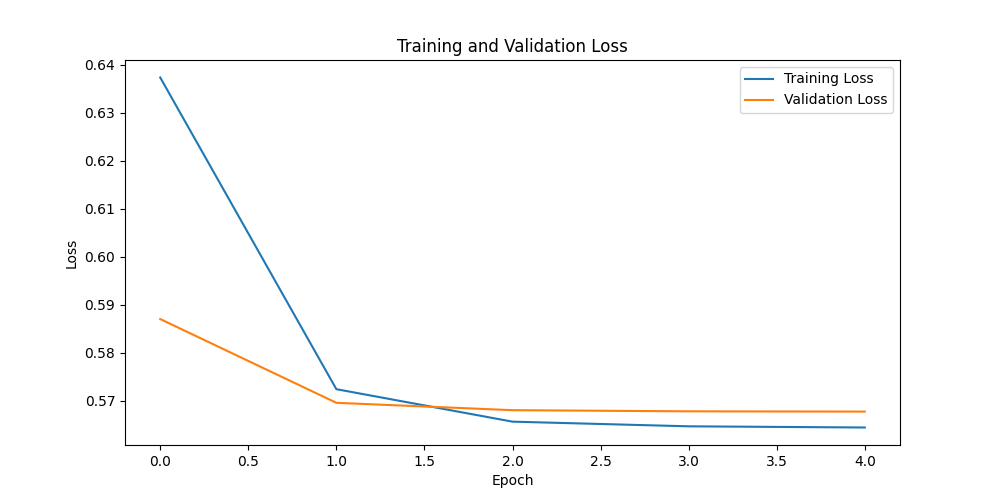 Training and Validation Loss
Training Loss
Validation Loss
0.64
0.63
0.62
0.61
0.60
0.59
0.58
0.57
Loss
0.0 0.5 1.0 1.5 2.0 2.5 3.0 3.5 4.0
Epoch